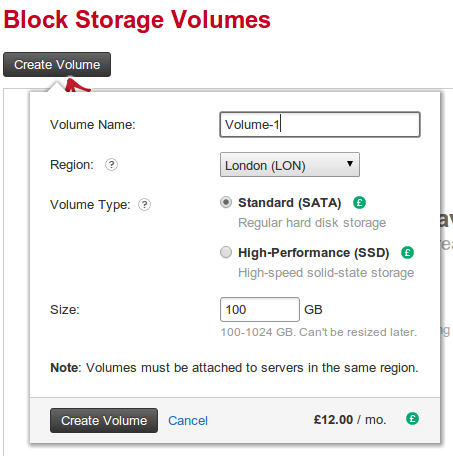 Block Storage Volumes
Create Volume
Volume Name: Volume-1
Region: ? London (LON)
Volume Type: ? Standard (SATA) £
Regular hard disk storage
High-Performance (SSD) £
High-speed solid-state storage
Size: 100 GB
100-1024 GB. Can't be resized later.
Note: Volumes must be attached to servers in the same region.
Create Volume Cancel £12.00 / mo. £